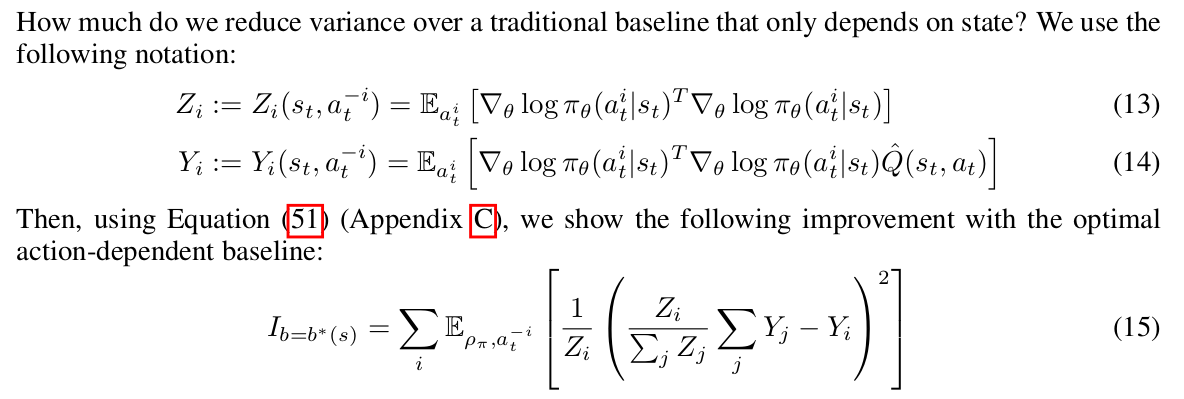 How much do we reduce variance over a traditional baseline that only depends on state? We use the
following notation:
$Z_i := Z_i(s_t, a_t^{-i}) = \mathbb{E}_{a_t^i} \left[ \nabla_\theta \log \pi_\theta(a_t^i|s_t)^T \nabla_\theta \log \pi_\theta(a_t^i|s_t) \right]$ (13)
$Y_i := Y_i(s_t, a_t^{-i}) = \mathbb{E}_{a_t^i} \left[ \nabla_\theta \log \pi_\theta(a_t^i|s_t)^T \nabla_\theta \log \pi_\theta(a_t^i|s_t) \hat{Q}(s_t, a_t) \right]$ (14)
Then, using Equation (51) (Appendix C), we show the following improvement with the optimal
action-dependent baseline:
$I_{b=b^*(s)} = \sum_i \mathbb{E}_{\rho_\pi, a_t^{-i}} \left[ \frac{1}{Z_i} \left( \frac{Z_i}{\sum_j Z_j} \sum_j Y_j - Y_i \right)^2 \right]$ (15)